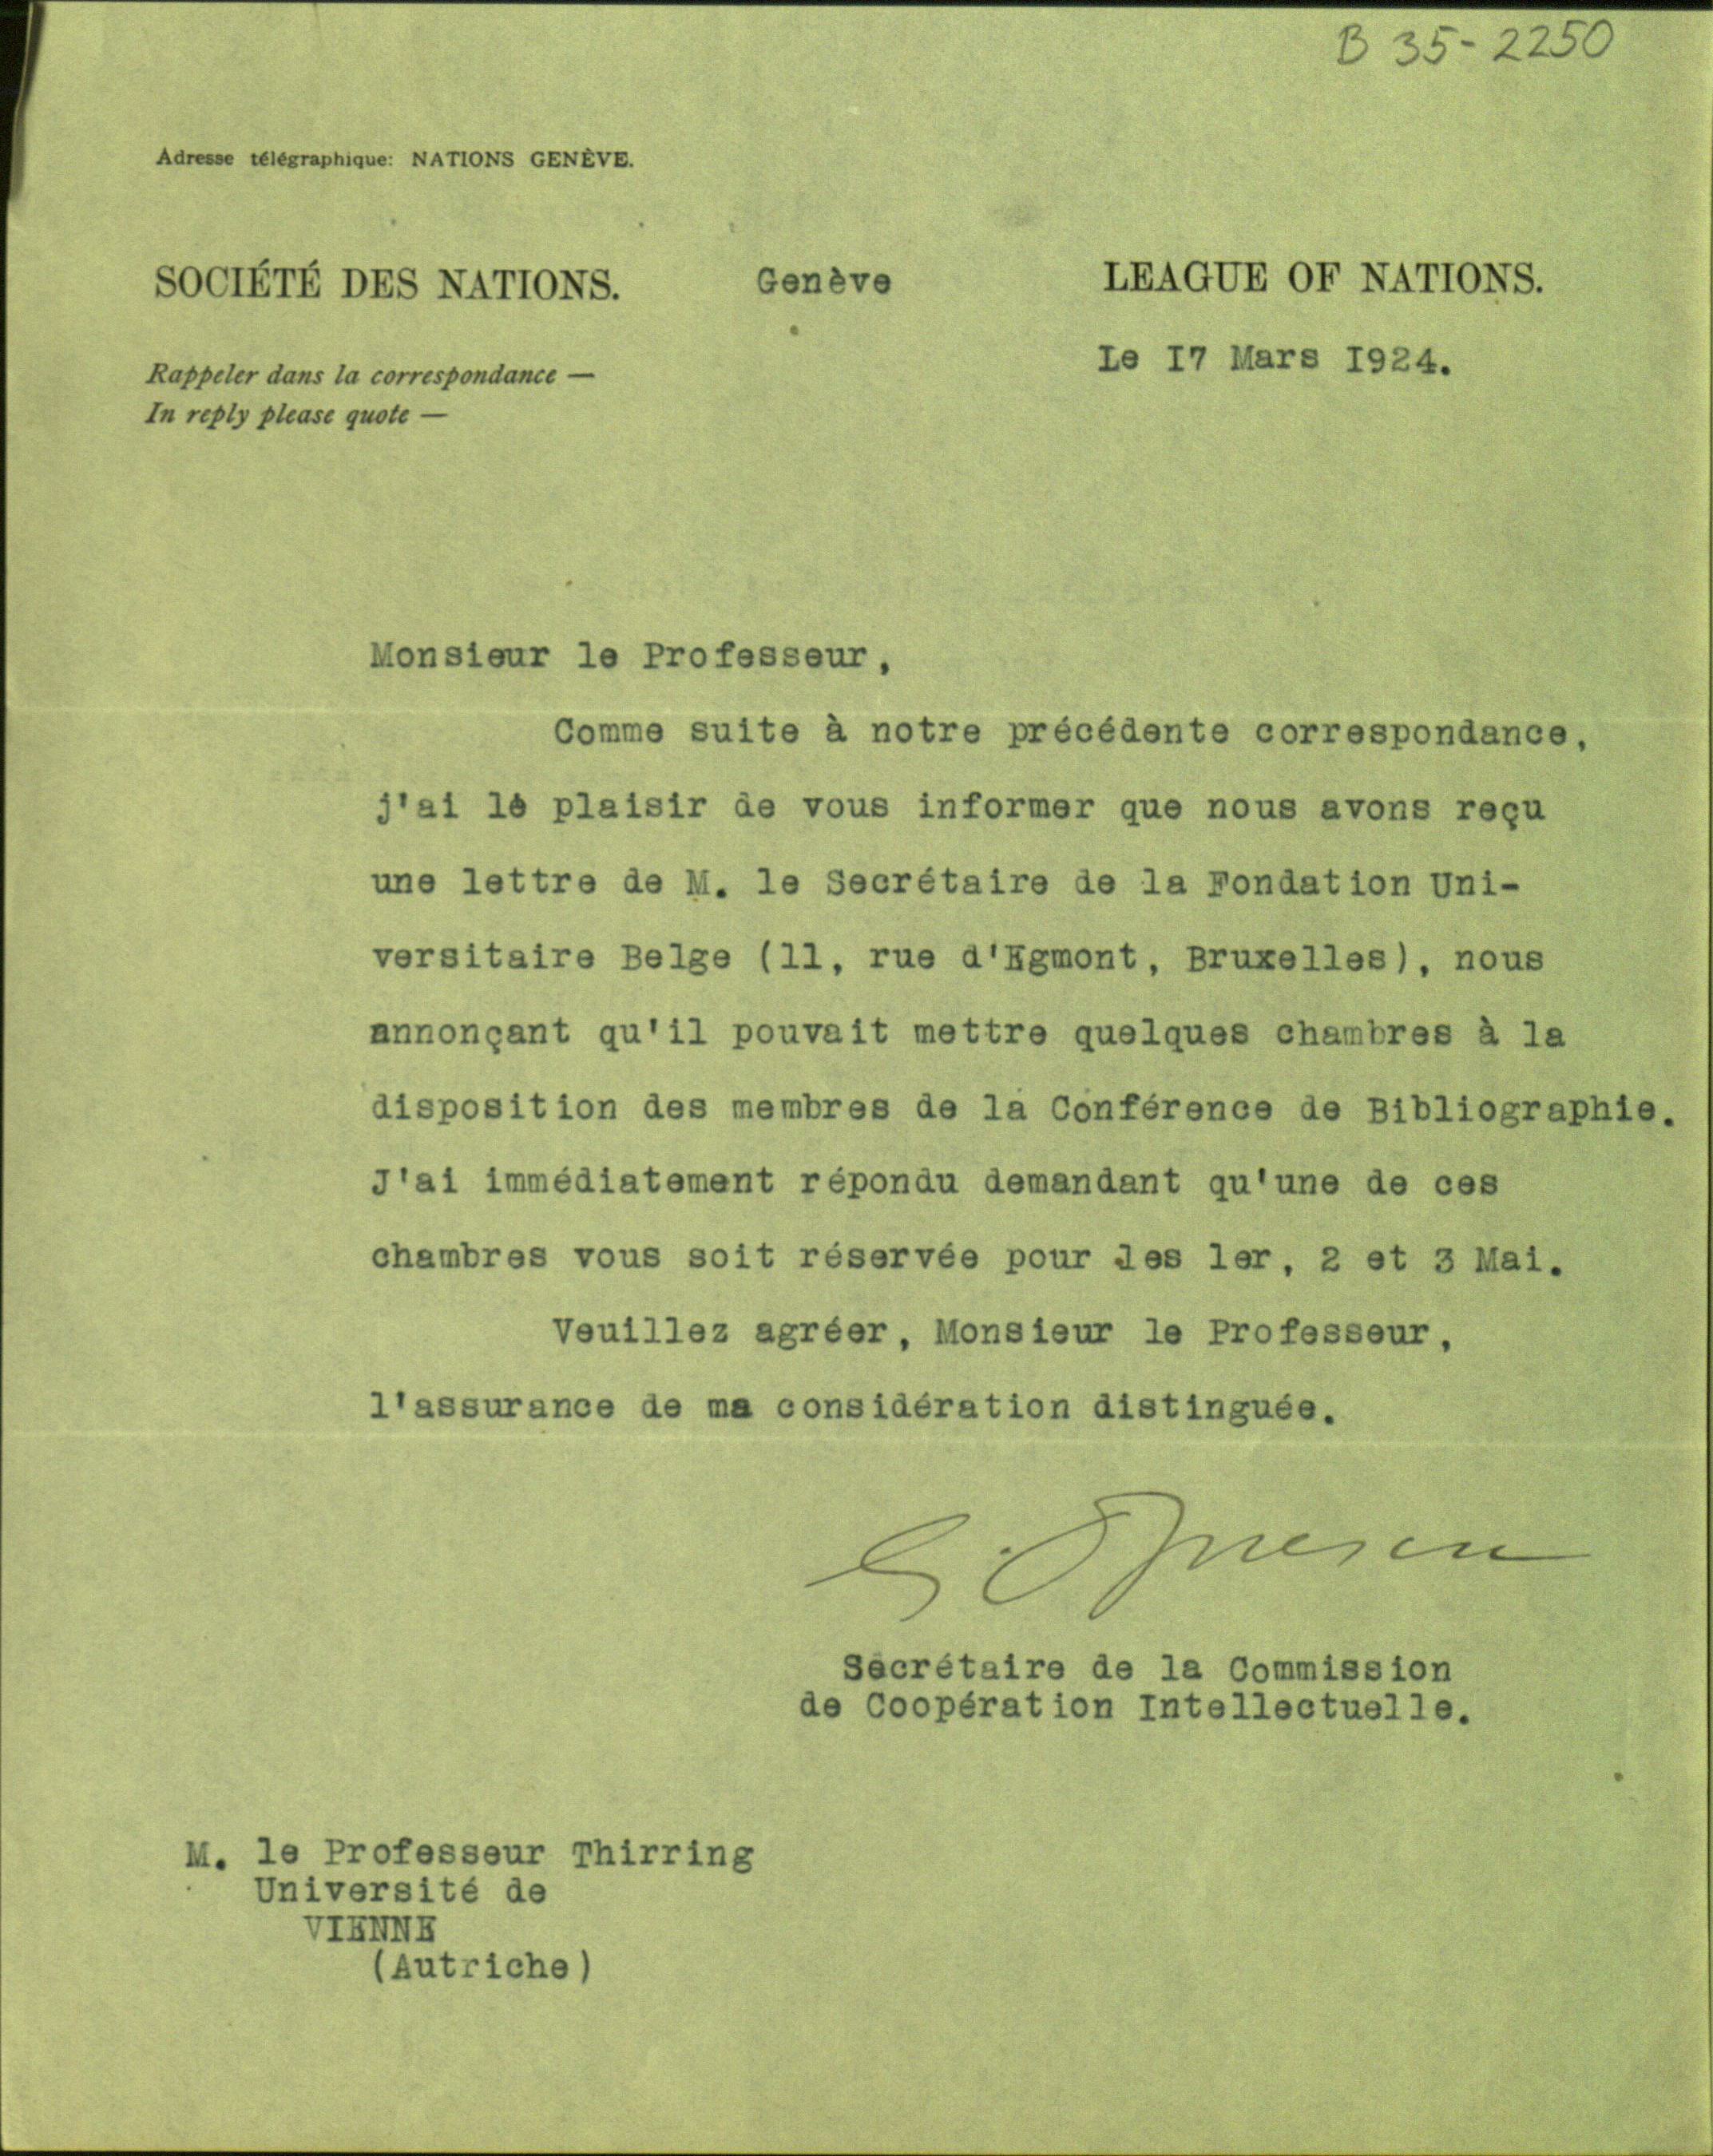 B 35-2250
Adresse télégraphique: NATIONS GENÈVE.
SOCIÉTÉ DES NATIONS. Genève LEAGUE OF NATIONS.
Le I7 Mars I924.
Rappeler dans la correspondance —
In reply please quote —
Monsieur le Professeur,
Comme suite à notre précédente correspondance,
j'ai le plaisir de vous informer que nous avons reçu
une lettre de M. le Secrétaire de la Fondation Uni-
versitaire Belge (11, rue d'Egmont, Bruxelles), nous
annonçant qu'il pouvait mettre quelques chambres à la
disposition des membres de la Conférence de Bibliographie.
J'ai immédiatement répondu demandant qu'une de ces
chambres vous soit réservée pour les 1er, 2 et 3 Mai.
Veuillez agréer, Monsieur le Professeur,
l'assurance de ma considération distinguée.
Secrétaire de la Commission
de Coopération Intellectuelle.
M. le Professeur Thirring
Université de
VIENNE
(Autriche)